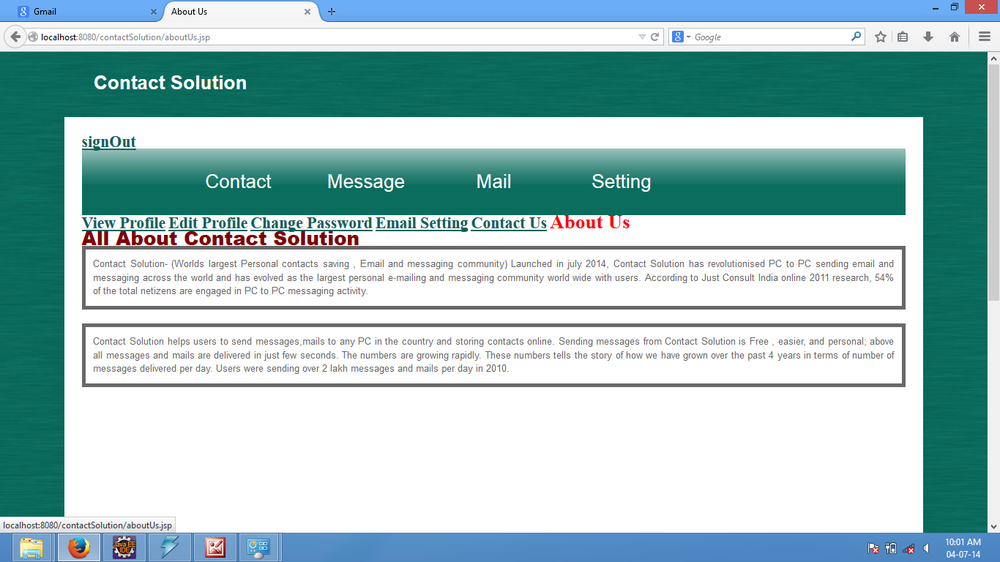 Gmail
About Us
localhost:8080/contactSolution/aboutUs.jsp
Google
Contact Solution
signOut
Contact Message Mail Setting
View Profile Edit Profile Change Password Email Setting Contact Us About Us
All About Contact Solution
Contact Solution- (Worlds largest Personal contacts saving , Email and messaging community) Launched in july 2014, Contact Solution has revolutionised PC to PC sending email and
messaging across the world and has evolved as the largest personal e-mailing and messaging community world wide with users. According to Just Consult India online 2011 research, 54%
of the total netizens are engaged in PC to PC messaging activity.
Contact Solution helps users to send messages,mails to any PC in the country and storing contacts online. Sending messages from Contact Solution is Free , easier, and personal; above
all messages and mails are delivered in just few seconds. The numbers are growing rapidly. These numbers tells the story of how we have grown over the past 4 years in terms of number of
messages delivered per day. Users were sending over 2 lakh messages and mails per day in 2010.
localhost:8080/contactSolution/aboutUs.jsp
Java EE
IDE
10:01 AM
04-07-14